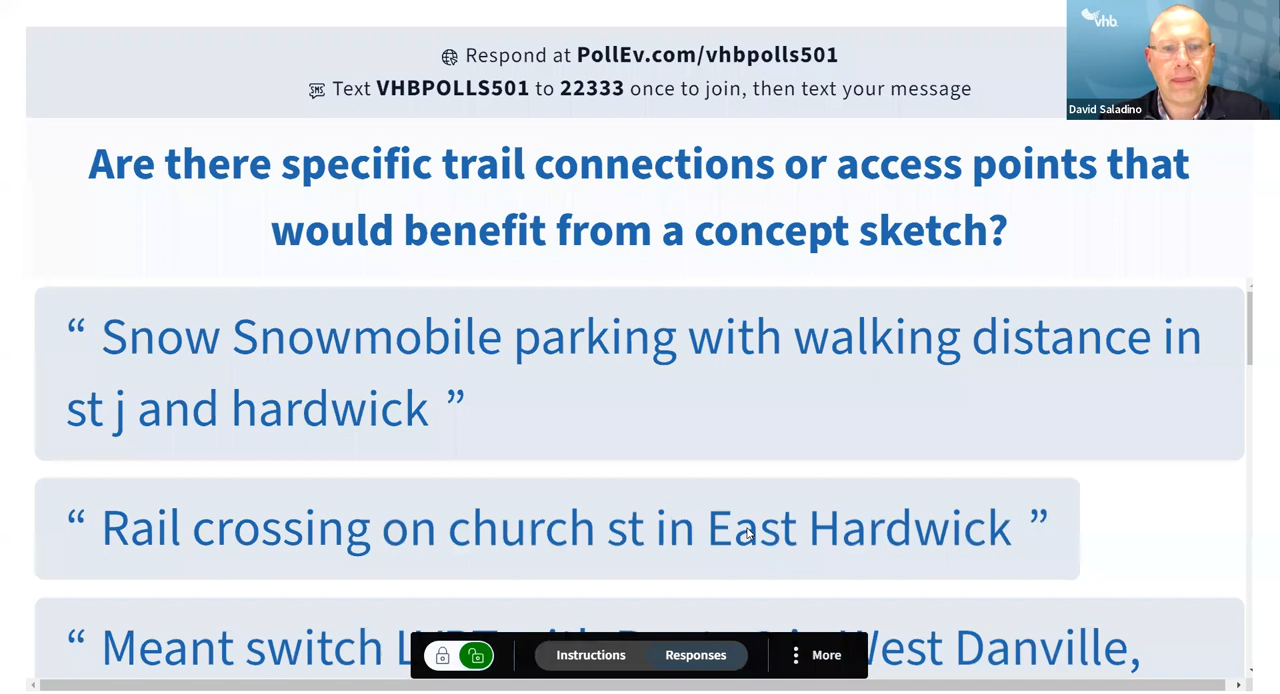 Respond at PollEv.com/vhbpolls501
Text VHBPOLLS501 to 22333 once to join, then text your message
vhb
David Saladino
Are there specific trail connections or access points that
would benefit from a concept sketch?
“ Snow Snowmobile parking with walking distance in
st j and hardwick ”
“ Rail crossing on church st in East Hardwick ”
“ Meant switch West Danville,
Instructions Responses More